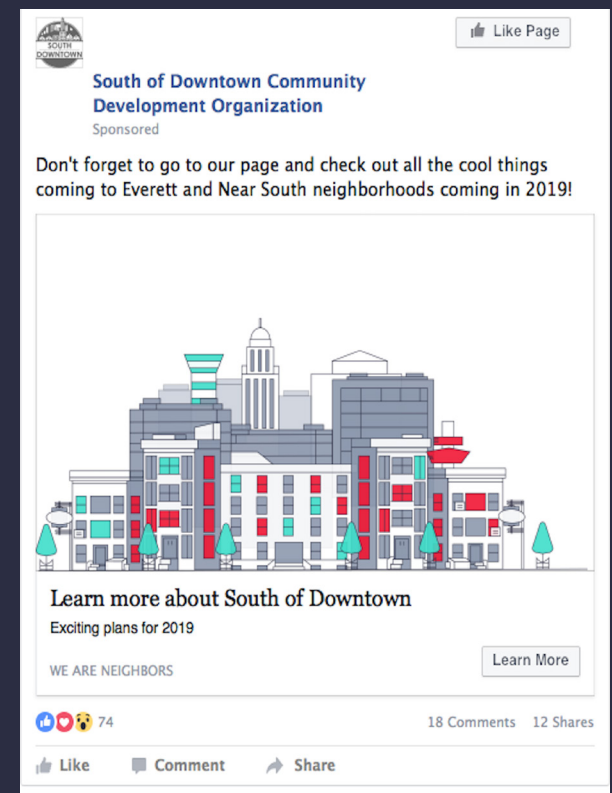 SOUTH
DOWNTOWN
Like Page
South of Downtown Community
Development Organization
Sponsored
Don't forget to go to our page and check out all the cool things
coming to Everett and Near South neighborhoods coming in 2019!
Learn more about South of Downtown
Exciting plans for 2019
WE ARE NEIGHBORS
Learn More
74
18 Comments 12 Shares
Like Comment Share